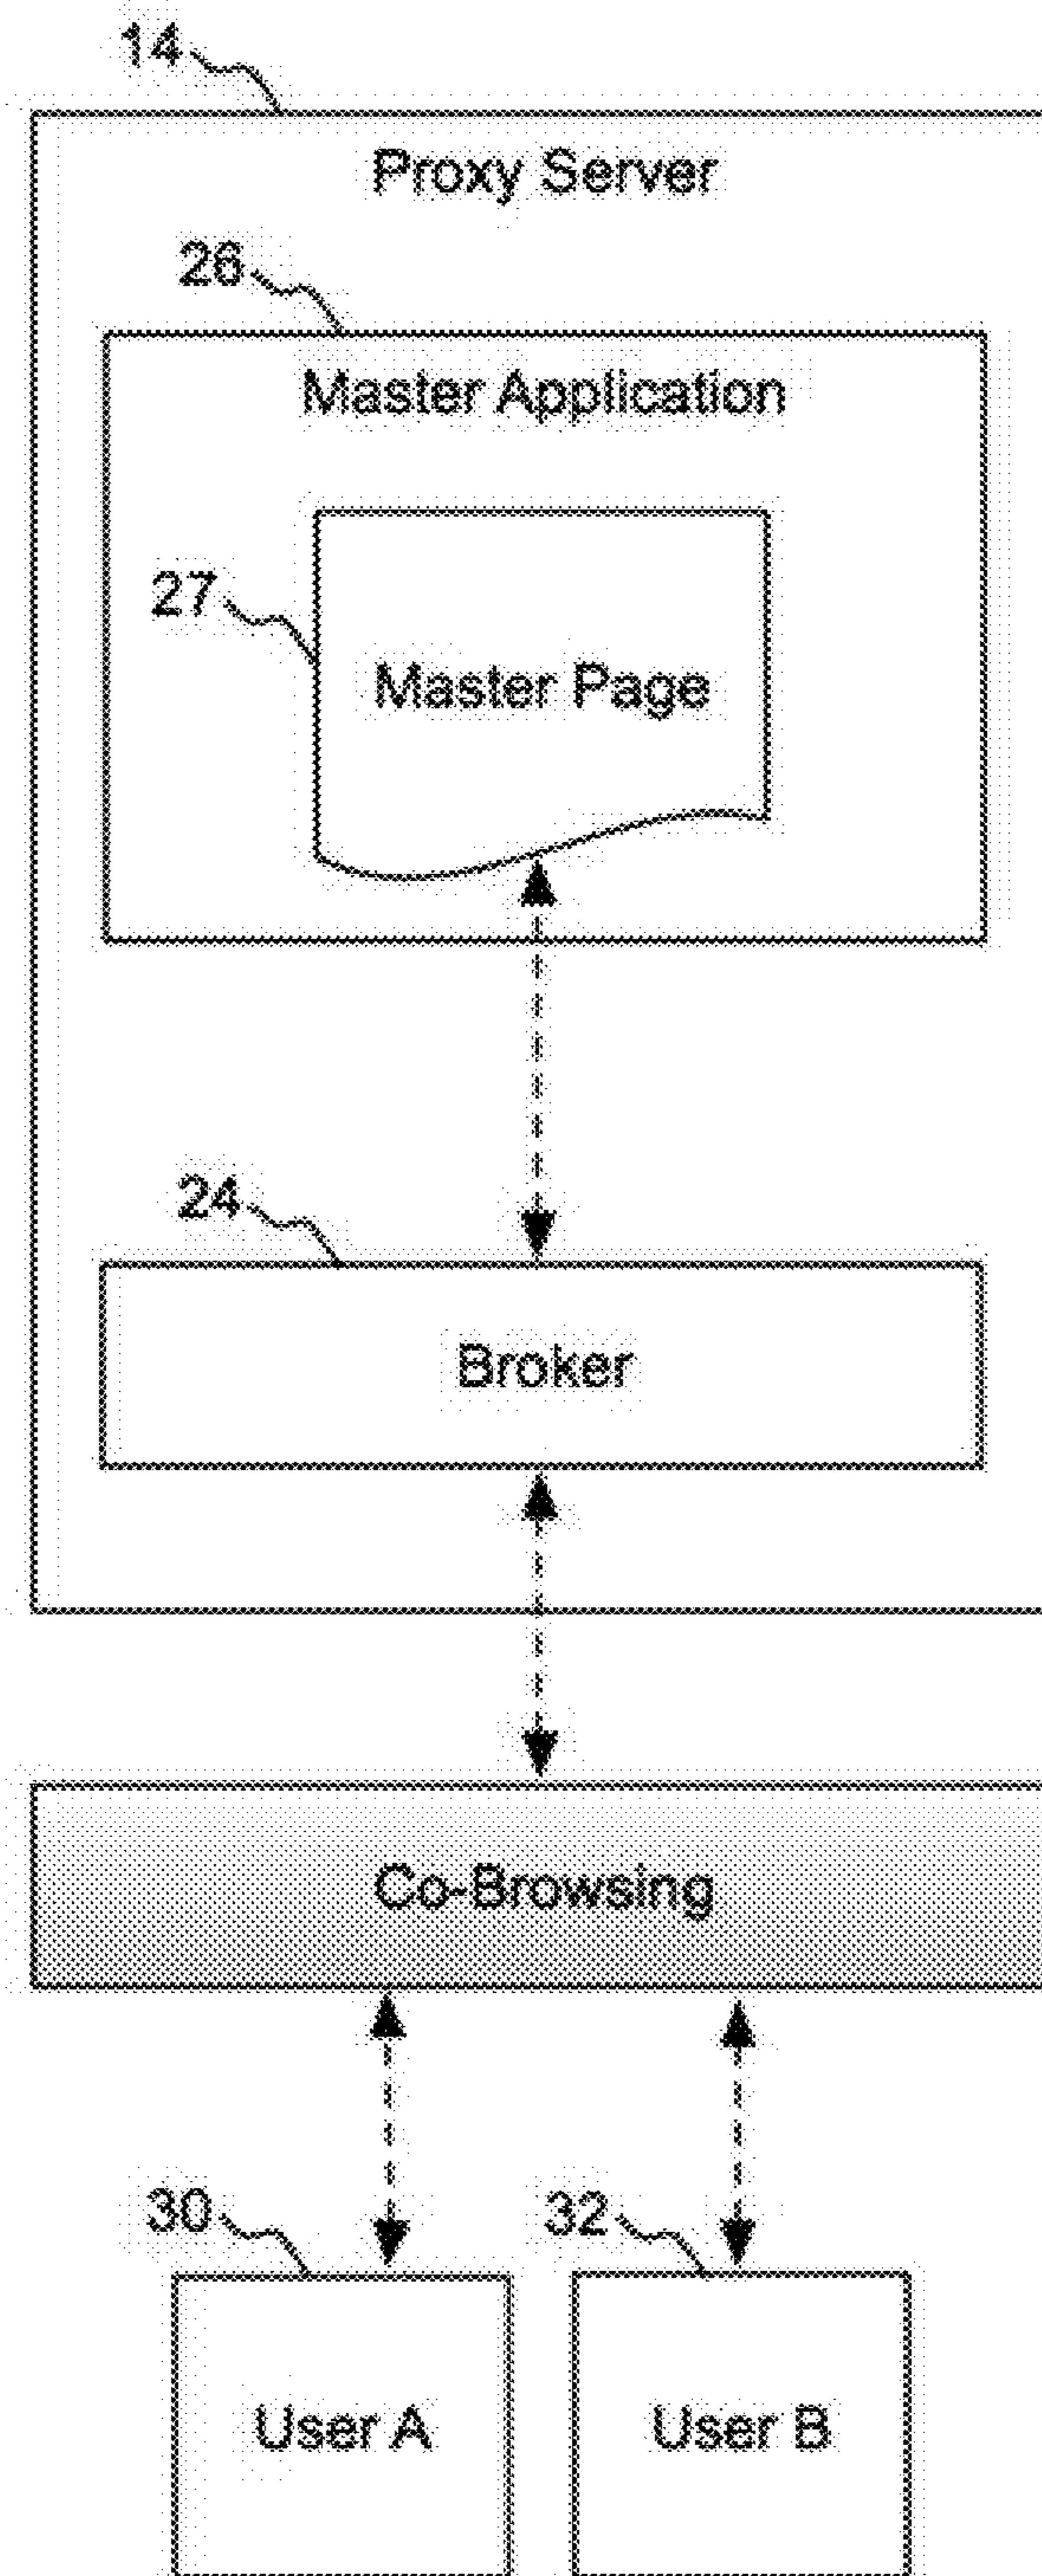 14
Proxy Server
26
Master Application
27
Master Page
24
Broker
Co-Browsing
30
32
User A
User B